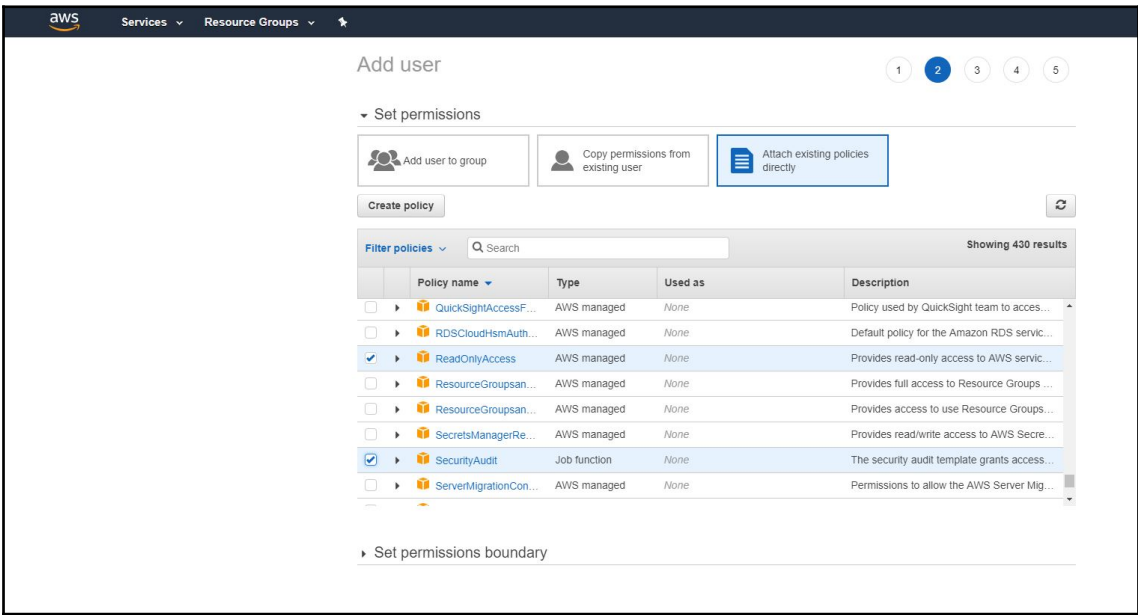 aws Services Resource Groups
Add user 1 2 3 4 5
Set permissions
Add user to group
Copy permissions from
existing user
Attach existing policies
directly
Create policy
Filter policies Search Showing 430 results
Policy name Type Used as Description
QuickSightAccessF... AWS managed None Policy used by QuickSight team to acces...
RDSCloudHsmAuth... AWS managed None Default policy for the Amazon RDS servic...
ReadOnlyAccess AWS managed None Provides read-only access to AWS servic...
ResourceGroupsan... AWS managed None Provides full access to Resource Groups ...
ResourceGroupsan... AWS managed None Provides access to use Resource Groups...
SecretsManagerRe... AWS managed None Provides read/write access to AWS Secre...
SecurityAudit Job function None The security audit template grants access...
ServerMigrationCon... AWS managed None Permissions to allow the AWS Server Mig...
Set permissions boundary